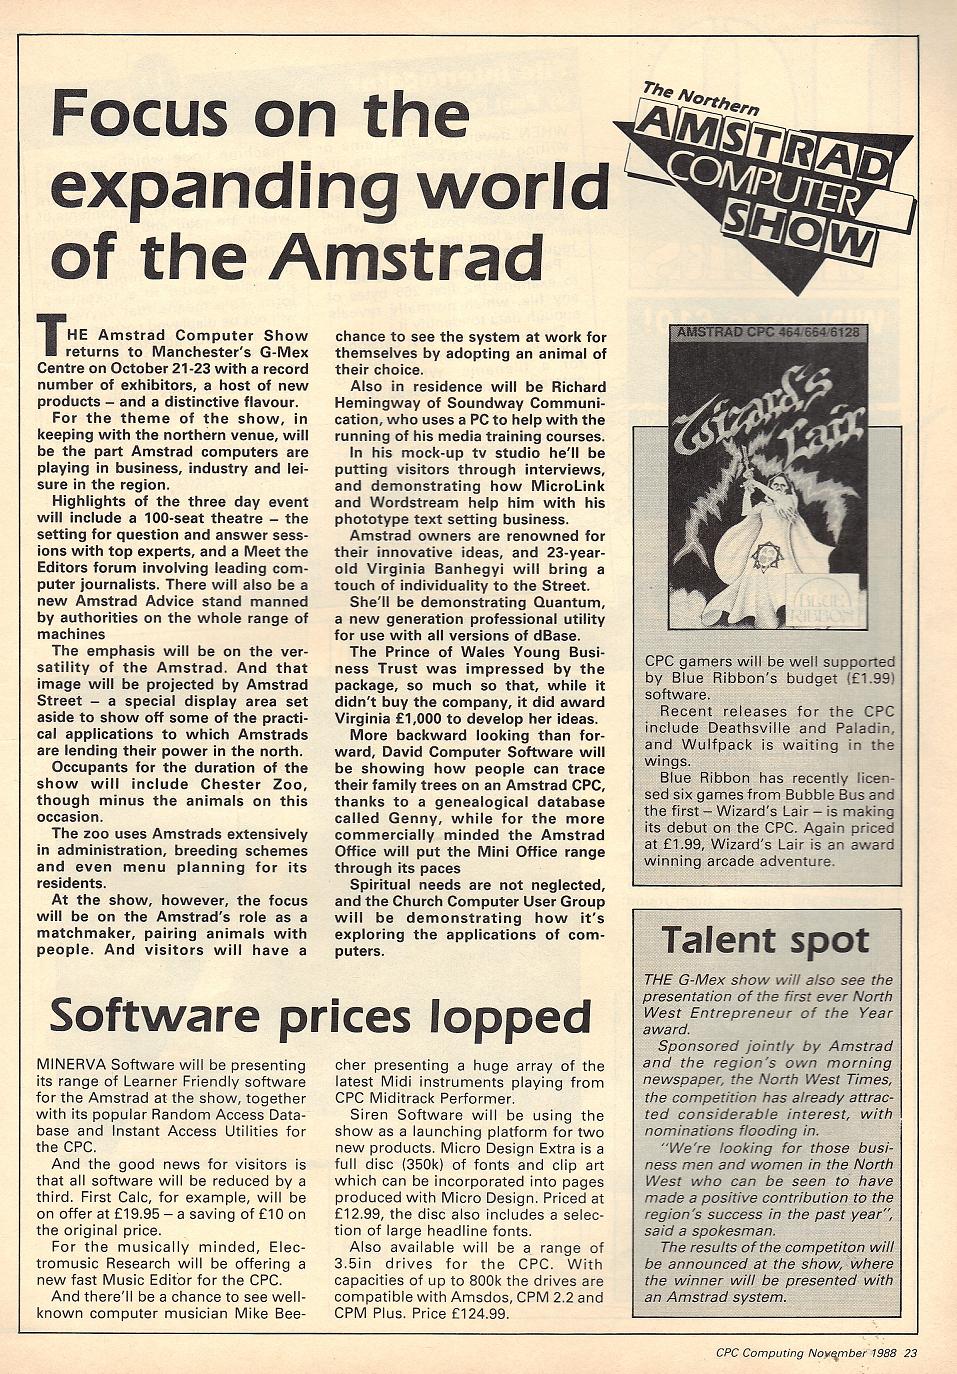 Focus on the
expanding world
of the Amstrad
The Northern
AMSTRAD
COMPUTER
SHOW
THE Amstrad Computer Show
returns to Manchester's G-Mex
Centre on October 21-23 with a record
number of exhibitors, a host of new
products – and a distinctive flavour.
For the theme of the show, in
keeping with the northern venue, will
be the part Amstrad computers are
playing in business, industry and lei-
sure in the region.
Highlights of the three day event
will include a 100-seat theatre – the
setting for question and answer sess-
ions with top experts, and a Meet the
Editors forum involving leading com-
puter journalists. There will also be a
new Amstrad Advice stand manned
by authorities on the whole range of
machines
The emphasis will be on the ver-
satility of the Amstrad. And that
image will be projected by Amstrad
Street – a special display area set
aside to show off some of the practi-
cal applications to which Amstrads
are lending their power in the north.
Occupants for the duration of the
show will include Chester Zoo,
though minus the animals on this
occasion.
The zoo uses Amstrads extensively
in administration, breeding schemes
and even menu planning for its
residents.
At the show, however, the focus
will be on the Amstrad's role as a
matchmaker, pairing animals with
people. And visitors will have a
chance to see the system at work for
themselves by adopting an animal of
their choice.
Also in residence will be Richard
Hemingway of Soundway Communi-
cation, who uses a PC to help with the
running of his media training courses.
In his mock-up tv studio he'll be
putting visitors through interviews,
and demonstrating how MicroLink
and Wordstream help him with his
phototype text setting business.
Amstrad owners are renowned for
their innovative ideas, and 23-year-
old Virginia Banhegyi will bring a
touch of individuality to the Street.
She'll be demonstrating Quantum,
a new generation professional utility
for use with all versions of dBase.
The Prince of Wales Young Busi-
ness Trust was impressed by the
package, so much so that, while it
didn't buy the company, it did award
Virginia £1,000 to develop her ideas.
More backward looking than for-
ward, David Computer Software will
be showing how people can trace
their family trees on an Amstrad CPC,
thanks to a genealogical database
called Genny, while for the more
commercially minded the Amstrad
Office will put the Mini Office range
through its paces
Spiritual needs are not neglected,
and the Church Computer User Group
will be demonstrating how it's
exploring the applications of com-
puters.
AMSTRAD CPC 464/664/6128
Wizard's
Lair
BLUE
RIBBON
CPC gamers will be well supported
by Blue Ribbon's budget (£1.99)
software.
Recent releases for the CPC
include Deathsville and Paladin,
and Wulfpack is waiting in the
wings.
Blue Ribbon has recently licen-
sed six games from Bubble Bus and
the first – Wizard's Lair – is making
its debut on the CPC. Again priced
at £1.99, Wizard's Lair is an award
winning arcade adventure.
Software prices lopped
MINERVA Software will be presenting
its range of Learner Friendly software
for the Amstrad at the show, together
with its popular Random Access Data-
base and Instant Access Utilities for
the CPC.
And the good news for visitors is
that all software will be reduced by a
third. First Calc, for example, will be
on offer at £19.95 – a saving of £10 on
the original price.
For the musically minded, Elec-
tromusic Research will be offering a
new fast Music Editor for the CPC.
And there'll be a chance to see well-
known computer musician Mike Bee-
cher presenting a huge array of the
latest Midi instruments playing from
CPC Miditrack Performer.
Siren Software will be using the
show as a launching platform for two
new products. Micro Design Extra is a
full disc (350k) of fonts and clip art
which can be incorporated into pages
produced with Micro Design. Priced at
£12.99, the disc also includes a selec-
tion of large headline fonts.
Also available will be a range of
3.5in drives for the CPC. With
capacities of up to 800k the drives are
compatible with Amsdos, CPM 2.2 and
CPM Plus. Price £124.99.
Talent spot
THE G-Mex show will also see the
presentation of the first ever North
West Entrepreneur of the Year
award.
Sponsored jointly by Amstrad
and the region's own morning
newspaper, the North West Times,
the competition has already attrac-
ted considerable interest, with
nominations flooding in.
"We're looking for those busi-
ness men and women in the North
West who can be seen to have
made a positive contribution to the
region's success in the past year",
said a spokesman.
The results of the competiton will
be announced at the show, where
the winner will be presented with
an Amstrad system.
CPC Computing November 1988 23